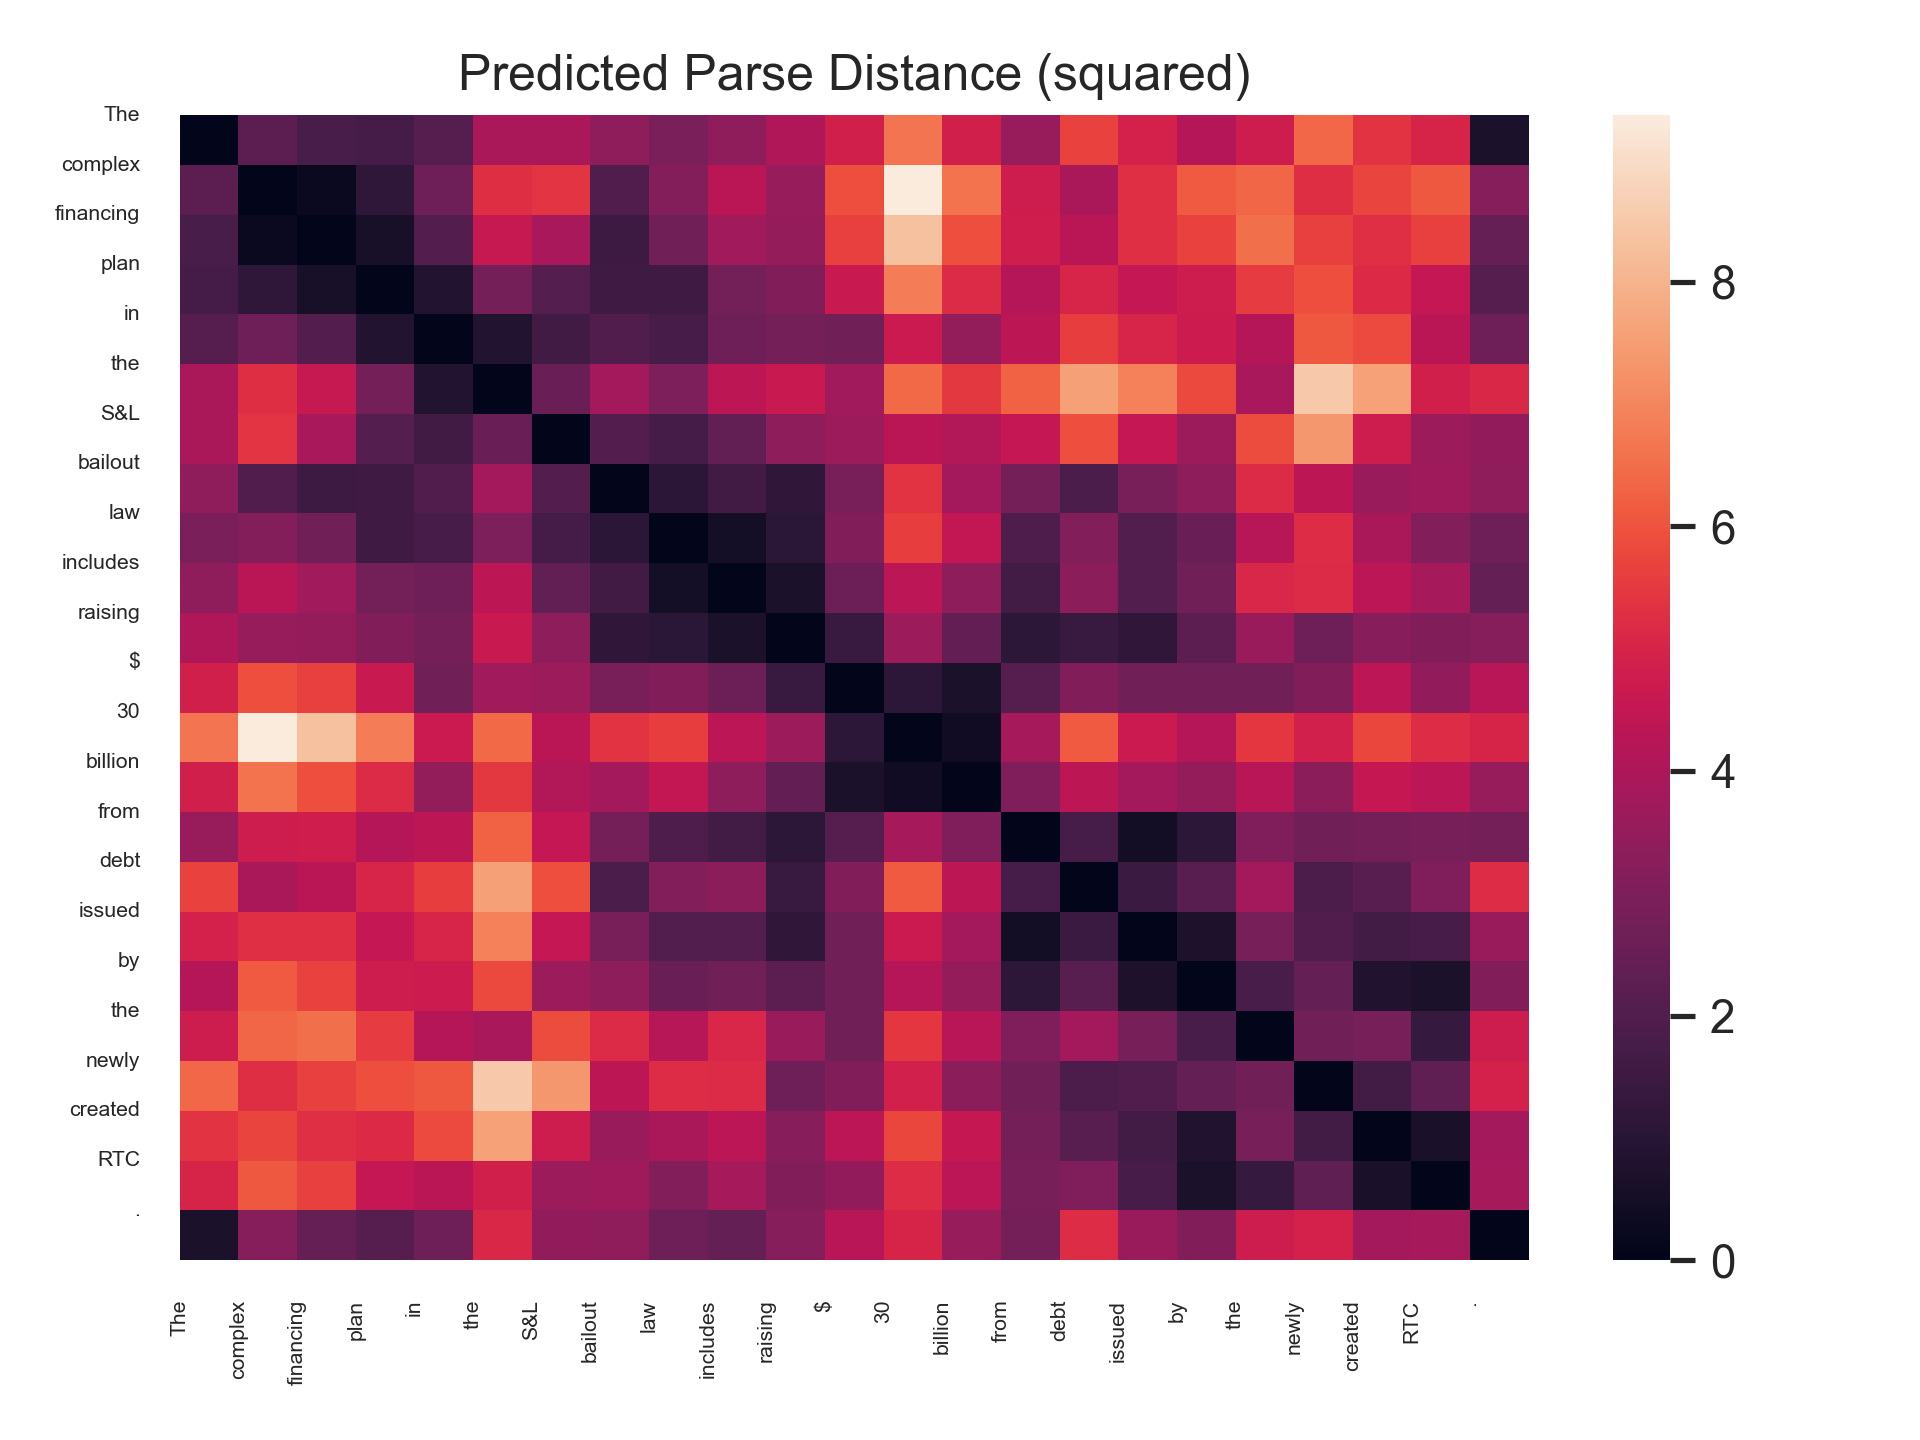 Predicted Parse Distance (squared)
The
complex
financing
plan
in
the
S&L
bailout
law
includes
raising
$
30
billion
from
debt
issued
by
the
newly
created
RTC
.
8
6
4
2
0
The
complex
financing
plan
in
the
S&L
bailout
law
includes
raising
$
30
billion
from
debt
issued
by
the
newly
created
RTC
.